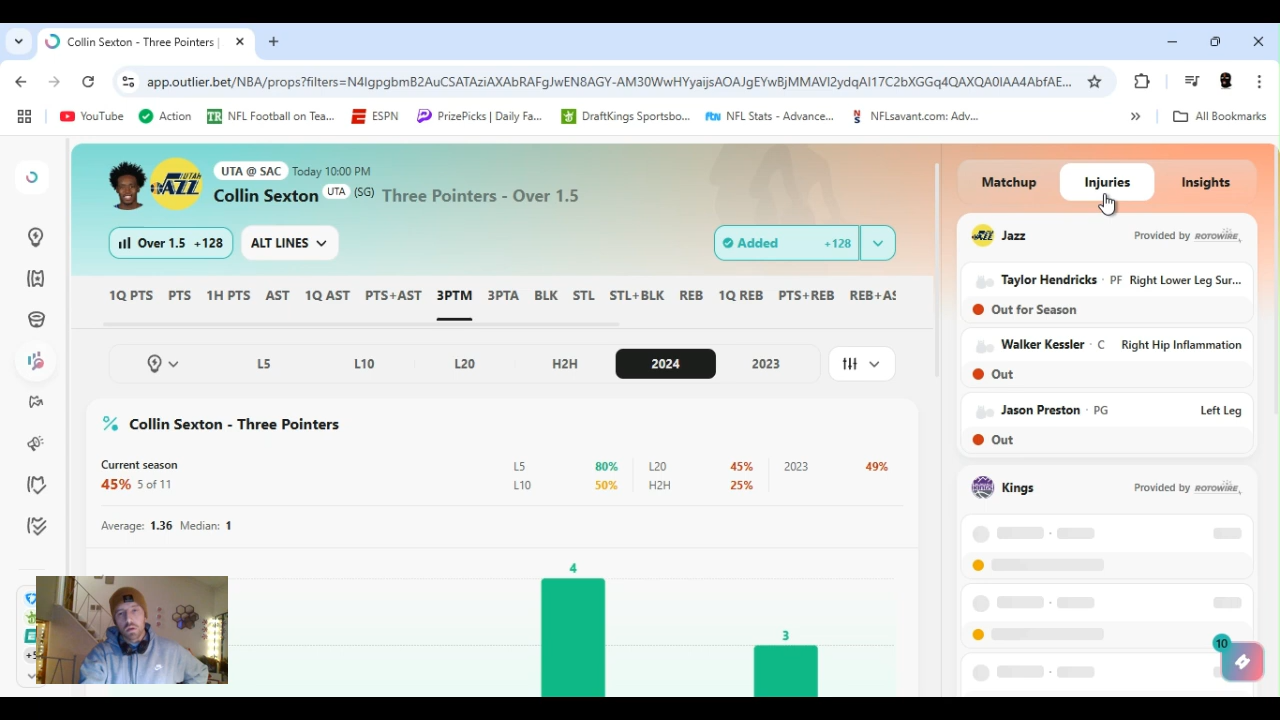 Collin Sexton - Three Pointers |
app.outlier.bet/NBA/props?filters=N4IgpgbmB2AuCSATAziAXAbRAFgJwEN8AGY-AM30WwHYyaijsAOAJgEYwBjMMAVI2ydqAI17C2bXGGq4QAXQA0IAA4AbfAE...
YouTube Action NFL Football on Tea... ESPN PrizePicks | Daily Fa... DraftKings Sportsbo... NFL Stats - Advance... NFLsavant.com: Adv... » All Bookmarks
UTA @ SAC Today 10:00 PM
Collin Sexton UTA (SG) Three Pointers - Over 1.5
Over 1.5 +128 ALT LINES Added +128
1Q PTS PTS 1H PTS AST 1Q AST PTS+AST 3PTM 3PTA BLK STL STL+BLK REB 1Q REB PTS+REB REB+AS
L5 L10 L20 H2H 2024 2023
Collin Sexton - Three Pointers
Current season
45% 5 of 11
L5 80% L20 45% 2023 49%
L10 50% H2H 25%
Average: 1.36 Median: 1
4
3
JAZZ
Matchup Injuries Insights
Jazz Provided by ROTOWIRE
Taylor Hendricks · PF Right Lower Leg Sur...
Out for Season
Walker Kessler · C Right Hip Inflammation
Out
Jason Preston · PG Left Leg
Out
Kings Provided by ROTOWIRE
10